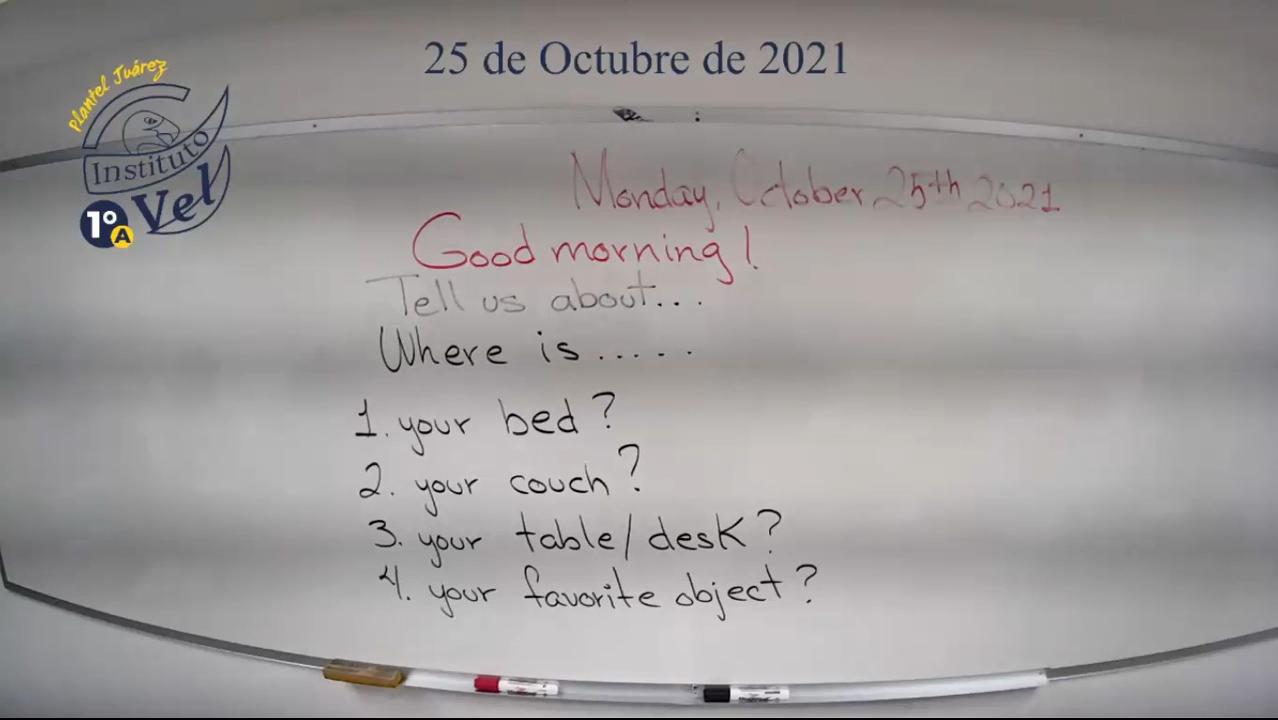 25 de Octubre de 2021
Plantel Juárez
Instituto
Vel
1º
A
Monday, October 25th 2021
Good morning!
Tell us about...
Where is .....
1. your bed?
2. your couch?
3. your table/desk?
4. your favorite object?